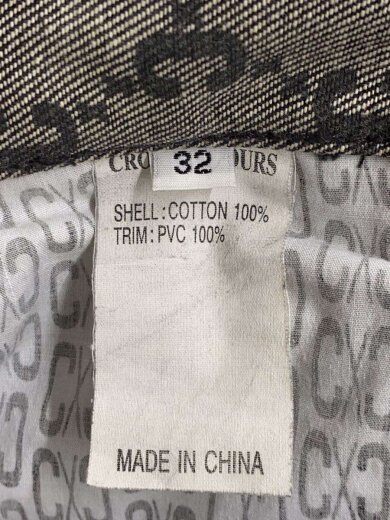 CRO
32
OURS
SHELL : COTTON 100%
TRIM : PVC 100%
MADE IN CHINA